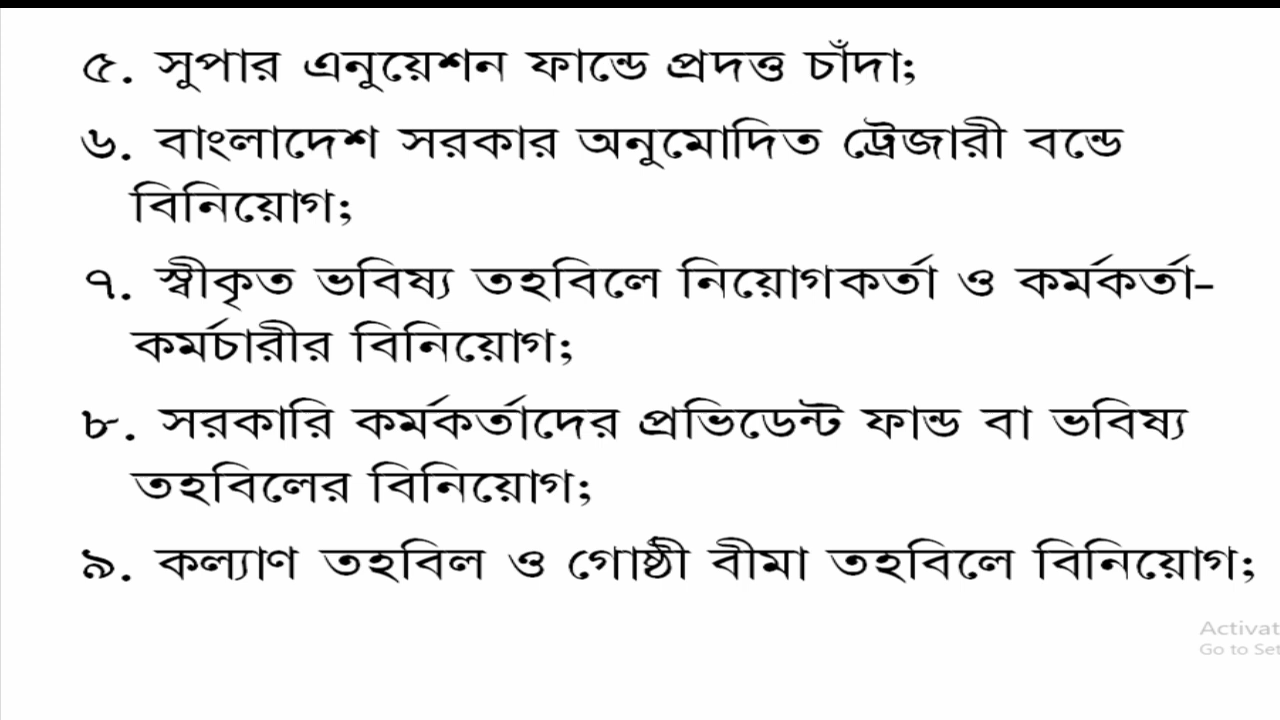 ৫. সুপার এনুয়েশন ফান্ডে প্রদত্ত চাঁদা;
৬. বাংলাদেশ সরকার অনুমোদিত ট্রেজারী বন্ডে
বিনিয়োগ;
৭. স্বীকৃত ভবিষ্য তহবিলে নিয়োগকর্তা ও কর্মকর্তা-
কর্মচারীর বিনিয়োগ;
৮. সরকারি কর্মকর্তাদের প্রভিডেন্ট ফান্ড বা ভবিষ্য
তহবিলের বিনিয়োগ;
৯. কল্যাণ তহবিল ও গোষ্ঠী বীমা তহবিলে বিনিয়োগ;
Activat
Go to Set